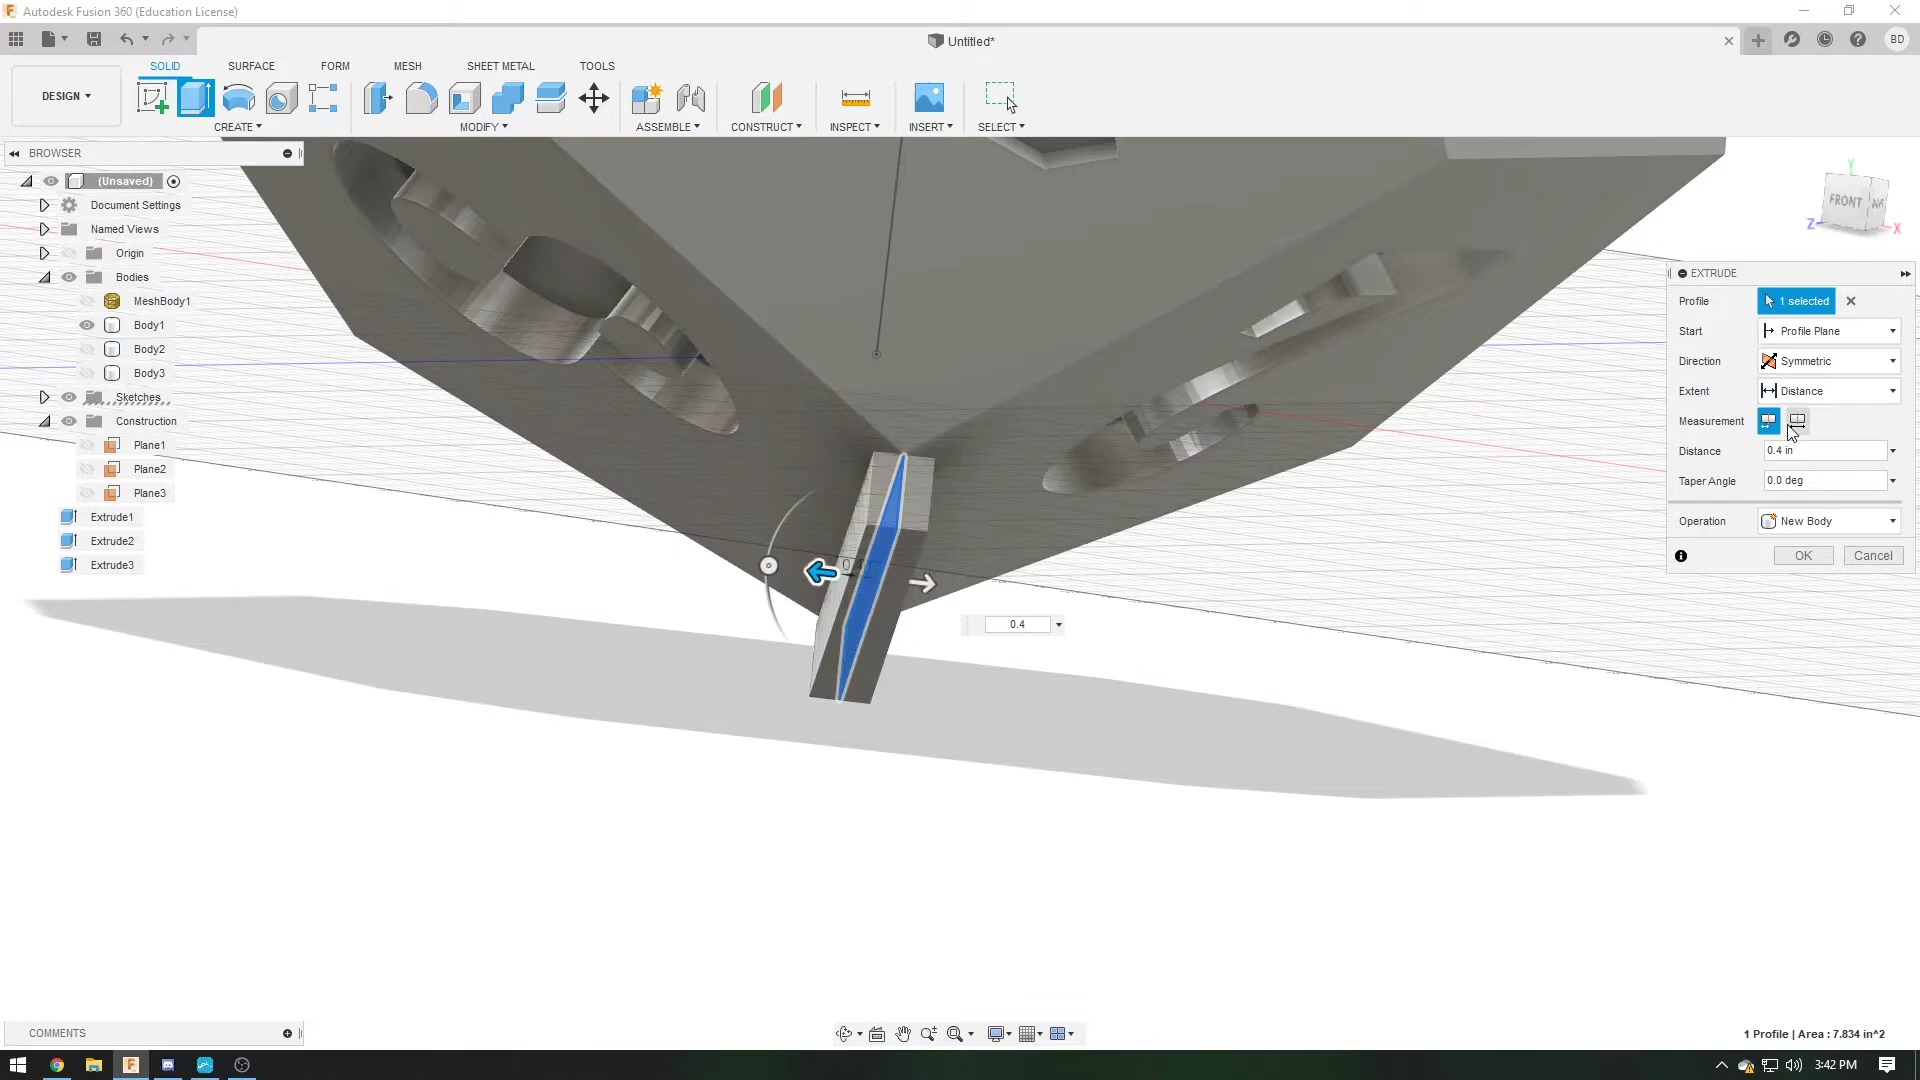 Autodesk Fusion 360 (Education License)
Untitled*
BD
DESIGN
SOLID SURFACE FORM MESH SHEET METAL TOOLS
CREATE MODIFY ASSEMBLE CONSTRUCT INSPECT INSERT SELECT
BROWSER
(Unsaved)
Document Settings
Named Views
Origin
Bodies
MeshBody1
Body1
Body2
Body3
Sketches
Construction
Plane1
Plane2
Plane3
Extrude1
Extrude2
Extrude3
FRONT
Y
Z
X
EXTRUDE
Profile 1 selected
Start Profile Plane
Direction Symmetric
Extent Distance
Measurement
Distance 0.4 in
Taper Angle 0.0 deg
Operation New Body
OK Cancel
0.4
COMMENTS
1 Profile | Area : 7.834 in^2
3:42 PM